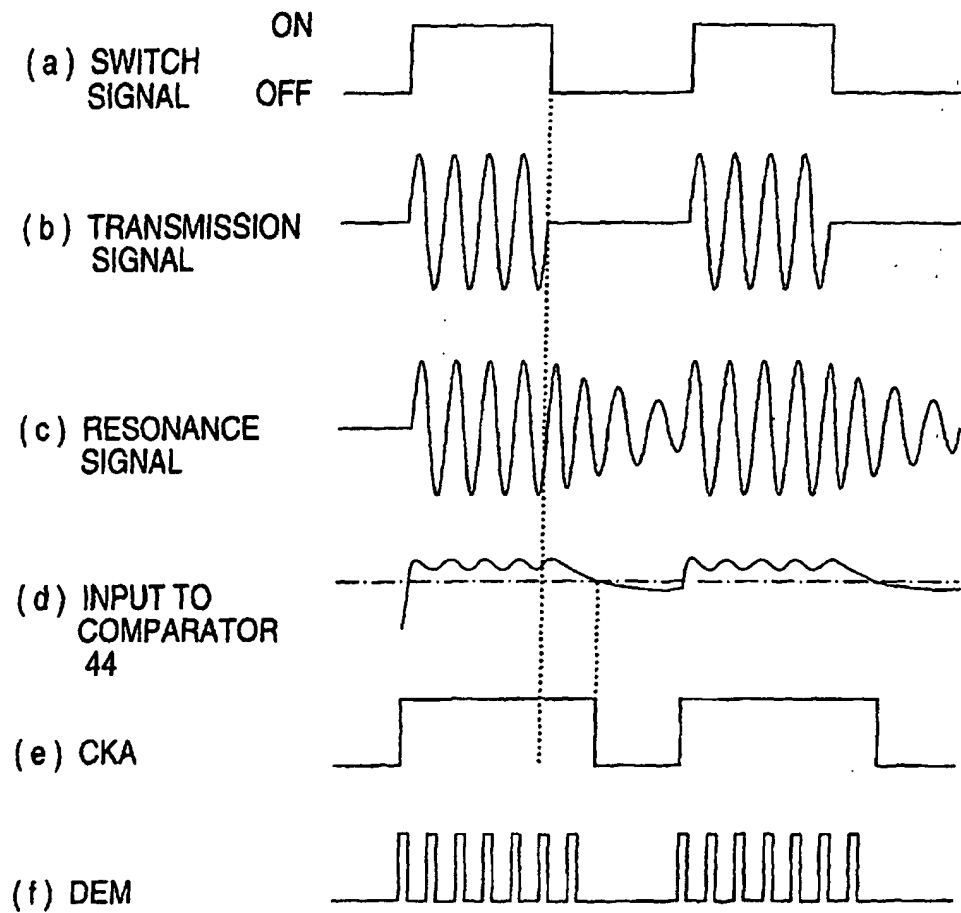 ON
(a) SWITCH
SIGNAL OFF
(b) TRANSMISSION
SIGNAL
(c) RESONANCE
SIGNAL
(d) INPUT TO
COMPARATOR
44
(e) CKA
(f) DEM